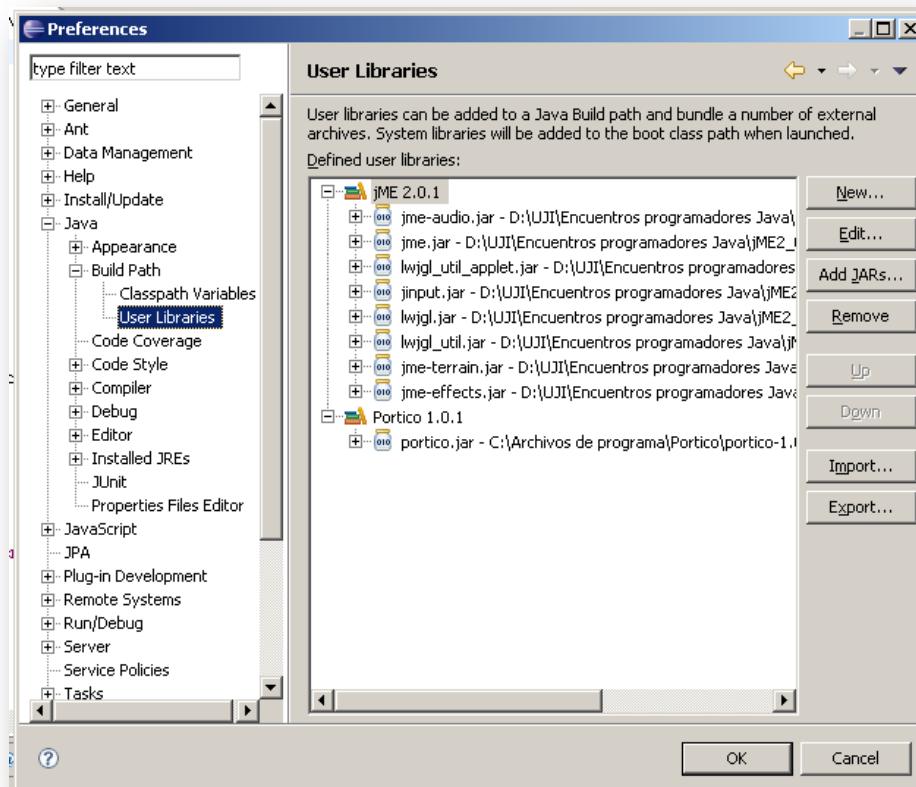 Preferences
type filter text
General
Ant
Data Management
Help
Install/Update
Java
Appearance
Build Path
Classpath Variables
User Libraries
Code Coverage
Code Style
Compiler
Debug
Editor
Installed JREs
JUnit
Properties Files Editor
JavaScript
JPA
Plug-in Development
Remote Systems
Run/Debug
Server
Service Policies
Tasks
User Libraries
User libraries can be added to a Java Build path and bundle a number of external
archives. System libraries will be added to the boot class path when launched.
Defined user libraries:
jME 2.0.1
jme-audio.jar - D:\UJI\Encuentros programadores Java\
jme.jar - D:\UJI\Encuentros programadores Java\jME2_
lwjgl_util_applet.jar - D:\UJI\Encuentros programadores
jinput.jar - D:\UJI\Encuentros programadores Java\jME2
lwjgl.jar - D:\UJI\Encuentros programadores Java\jME2_
lwjgl_util.jar - D:\UJI\Encuentros programadores Java\
jme-terrain.jar - D:\UJI\Encuentros programadores Java
jme-effects.jar - D:\UJI\Encuentros programadores Java
Portico 1.0.1
portico.jar - C:\Archivos de programa\Portico\portico-1.
New...
Edit...
Add JARs...
Remove
Up
Down
Import...
Export...
OK
Cancel